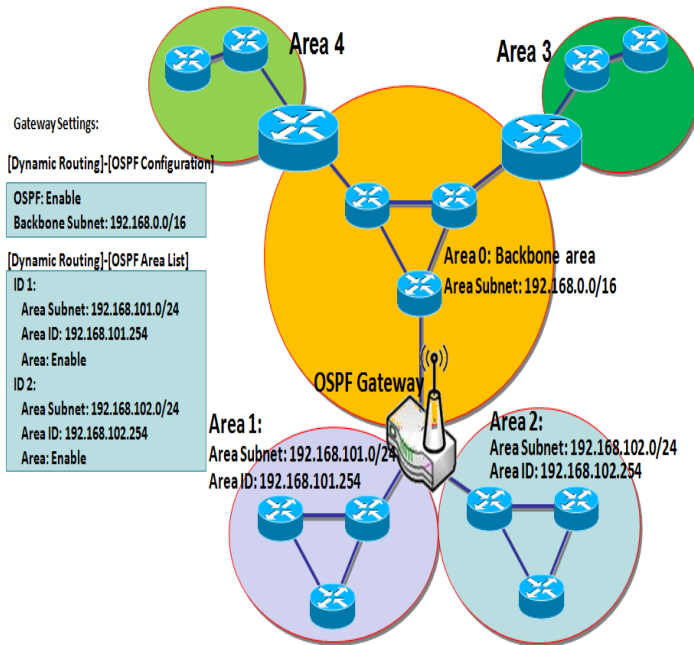 Area 4
Area 3
Gateway Settings:
[Dynamic Routing]-[OSPF Configuration]
OSPF: Enable
Backbone Subnet: 192.168.0.0/16
[Dynamic Routing]-[OSPF Area List]
ID 1:
Area Subnet: 192.168.101.0/24
Area ID: 192.168.101.254
Area: Enable
ID 2:
Area Subnet: 192.168.102.0/24
Area ID: 192.168.102.254
Area: Enable
Area 0: Backbone area
Area Subnet: 192.168.0.0/16
OSPF Gateway
Area 1:
Area Subnet: 192.168.101.0/24
Area ID: 192.168.101.254
Area 2:
Area Subnet: 192.168.102.0/24
Area ID: 192.168.102.254